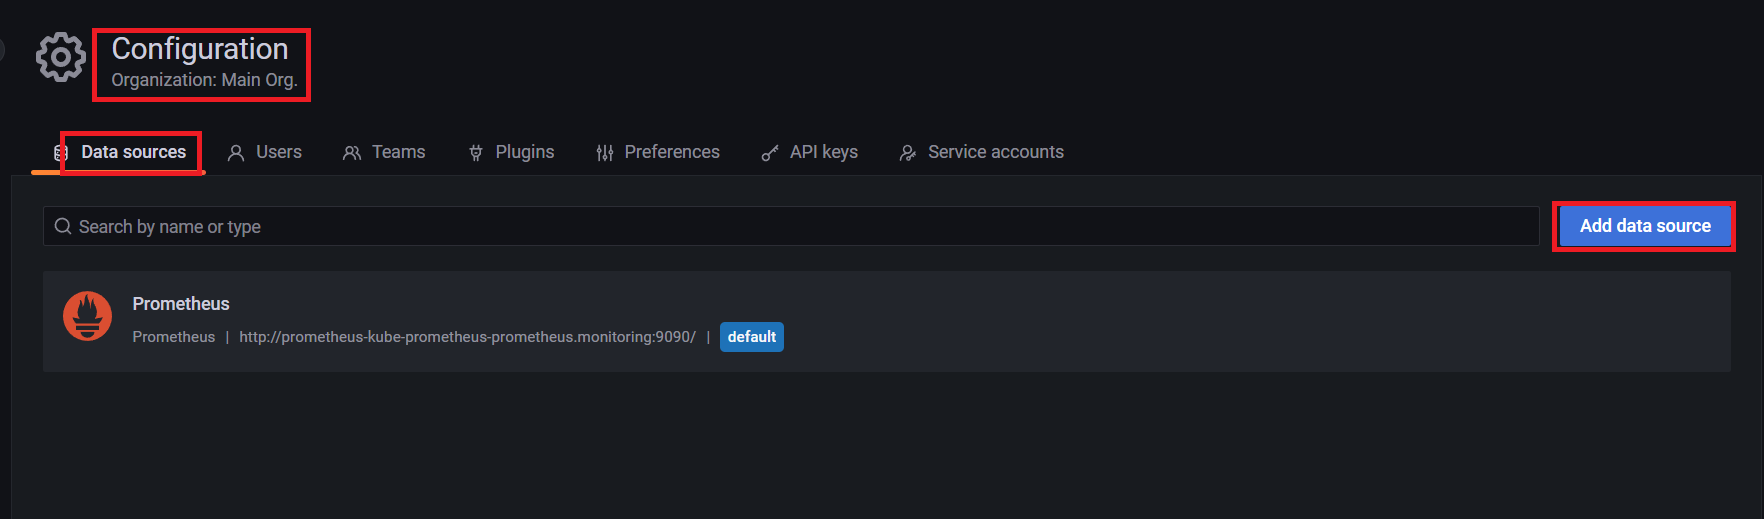 Configuration
Organization: Main Org.
Data sources Users Teams Plugins Preferences API keys Service accounts
Search by name or type Add data source
Prometheus
Prometheus | http://prometheus-kube-prometheus-prometheus.monitoring:9090/ | default